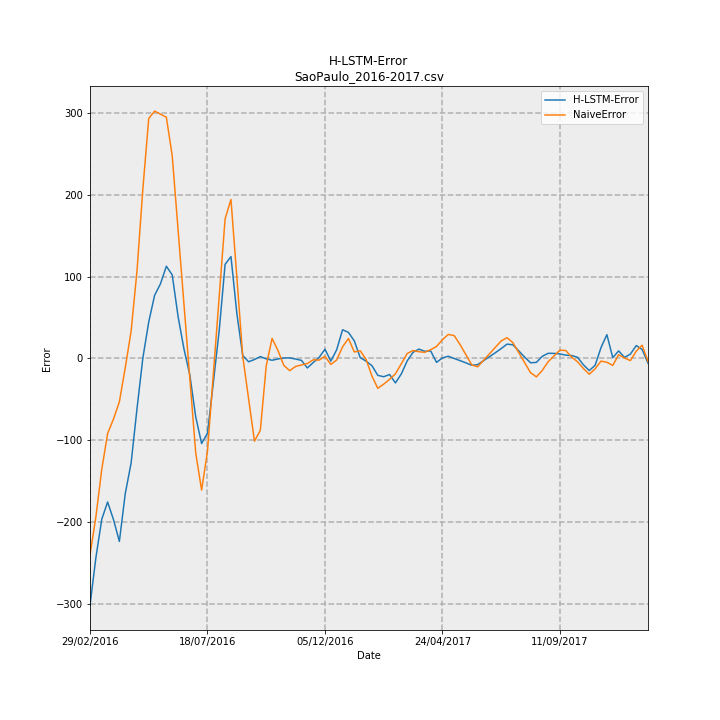 H-LSTM-Error
SaoPaulo_2016-2017.csv
H-LSTM-Error
NaiveError
300
200
100
0
−100
−200
−300
Error
29/02/2016 18/07/2016 05/12/2016 24/04/2017 11/09/2017
Date